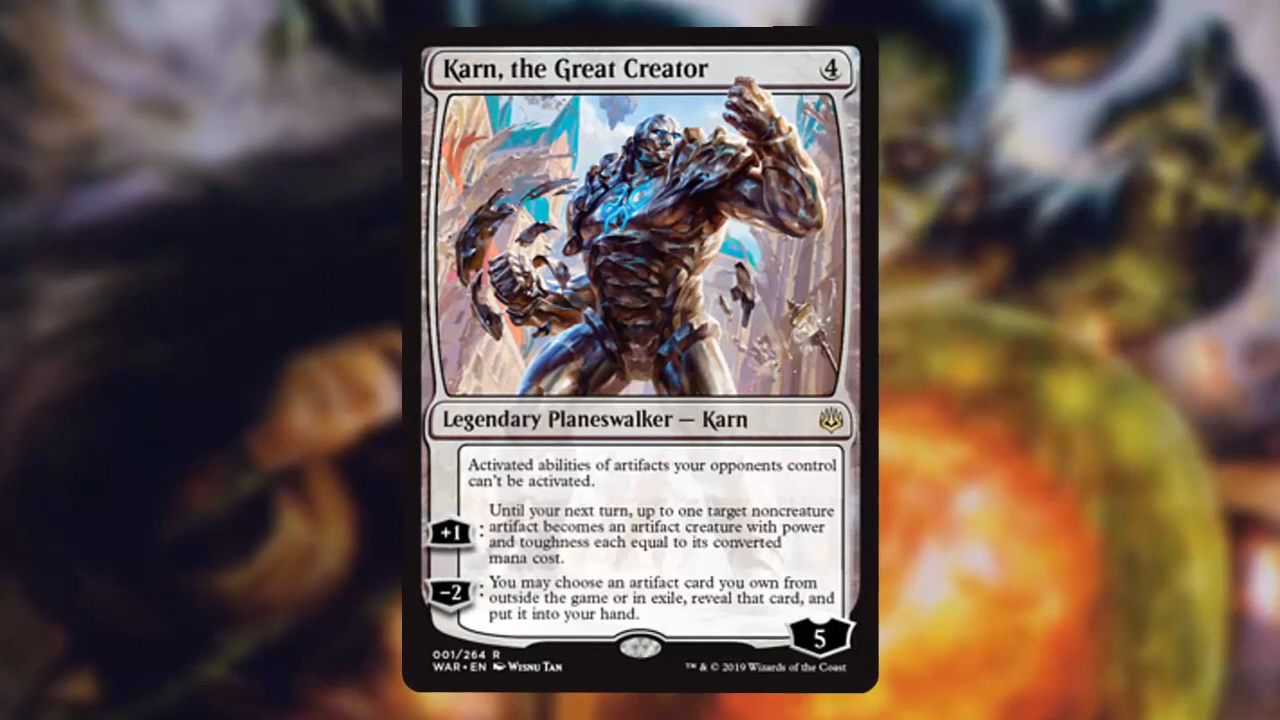 Karn, the Great Creator 4
Legendary Planeswalker — Karn
Activated abilities of artifacts your opponents control
can't be activated.
Until your next turn, up to one target noncreature
+1 : artifact becomes an artifact creature with power
and toughness each equal to its converted
mana cost.
You may choose an artifact card you own from
−2 : outside the game or in exile, reveal that card, and
put it into your hand.
5
001/264 R
WAR • EN Wisnu Tan
™ & © 2019 Wizards of the Coast